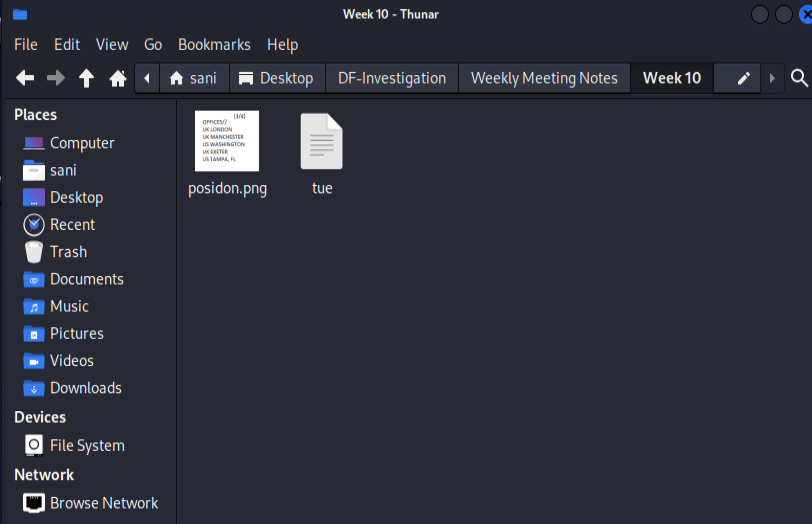 Week 10 - Thunar
File Edit View Go Bookmarks Help
sani Desktop DF-Investigation Weekly Meeting Notes Week 10
Places
Computer
sani
Desktop
Recent
Trash
Documents
Music
Pictures
Videos
Downloads
Devices
File System
Network
Browse Network
(3/4)
OFFICES//
UK LONDON
UK MANCHESTER
US WASHINGTON
UK EXETER
US TAMPA, FL
posidon.png
tue